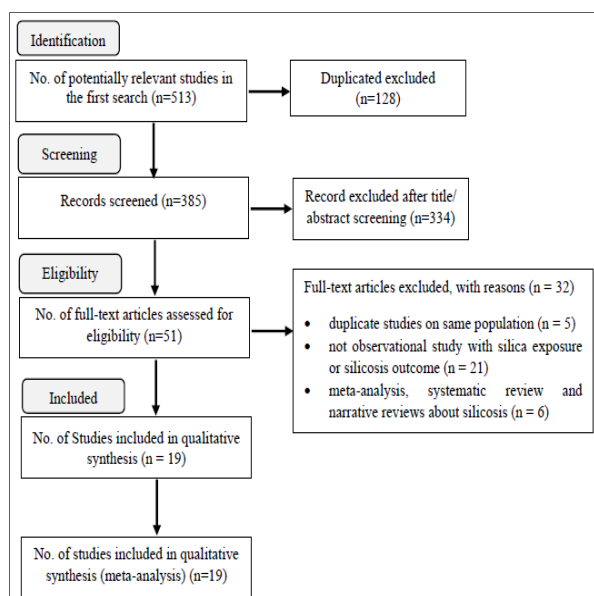 Identification
No. of potentially relevant studies in
the first search (n=513)
Duplicated excluded
(n=128)
Screening
Records screened (n=385)
Record excluded after title/
abstract screening (n=334)
Eligibility
No. of full-text articles assessed for
eligibility (n=51)
Full-text articles excluded, with reasons (n = 32)
• duplicate studies on same population (n = 5)
• not observational study with silica exposure
or silicosis outcome (n = 21)
• meta-analysis, systematic review and
narrative reviews about silicosis (n = 6)
Included
No. of Studies included in qualitative
synthesis (n = 19)
No. of studies included in qualitative
synthesis (meta-analysis) (n=19)